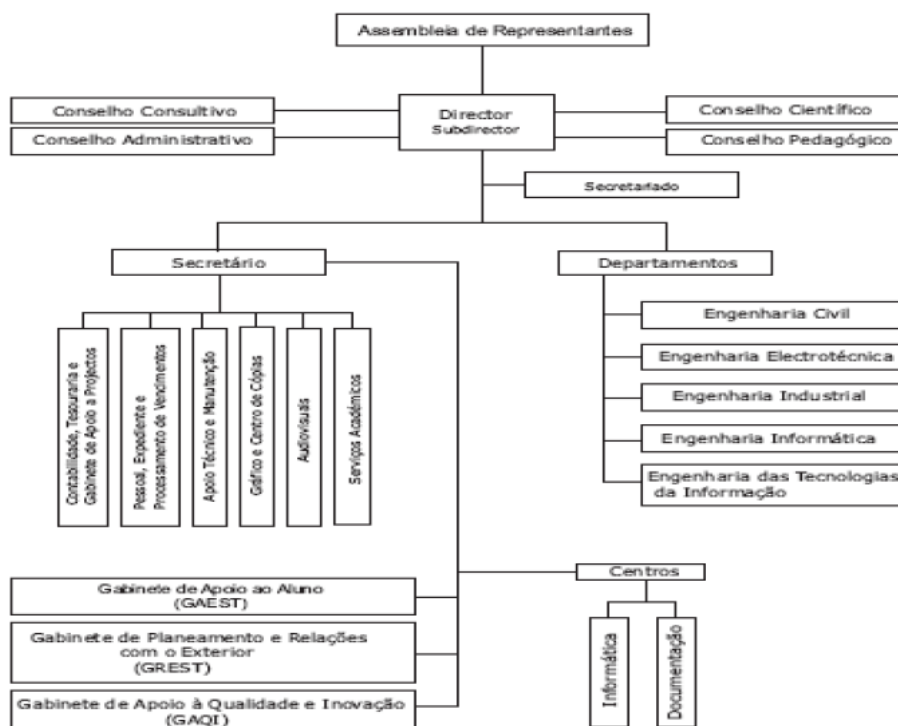 Assembleia de Representantes
Conselho Consultivo
Conselho Administrativo
Director
Subdirector
Conselho Científico
Conselho Pedagógico
Secretariado
Secretário
Departamentos
Contabilidade, Tesouraria e
Gabinete de Apoio a Projectos
Pessoal, Expediente e
Processamento de Vencimentos
Apoio Técnico e Manutenção
Gráfico e Centro de Cópias
Audiovisuais
Serviços Académicos
Engenharia Civil
Engenharia Electrotécnica
Engenharia Industrial
Engenharia Informática
Engenharia das Tecnologias
da Informação
Gabinete de Apoio ao Aluno
(GAEST)
Gabinete de Planeamento e Relações
com o Exterior
(GREST)
Gabinete de Apoio à Qualidade e Inovação
(GAQI)
Centros
Informática
Documentação